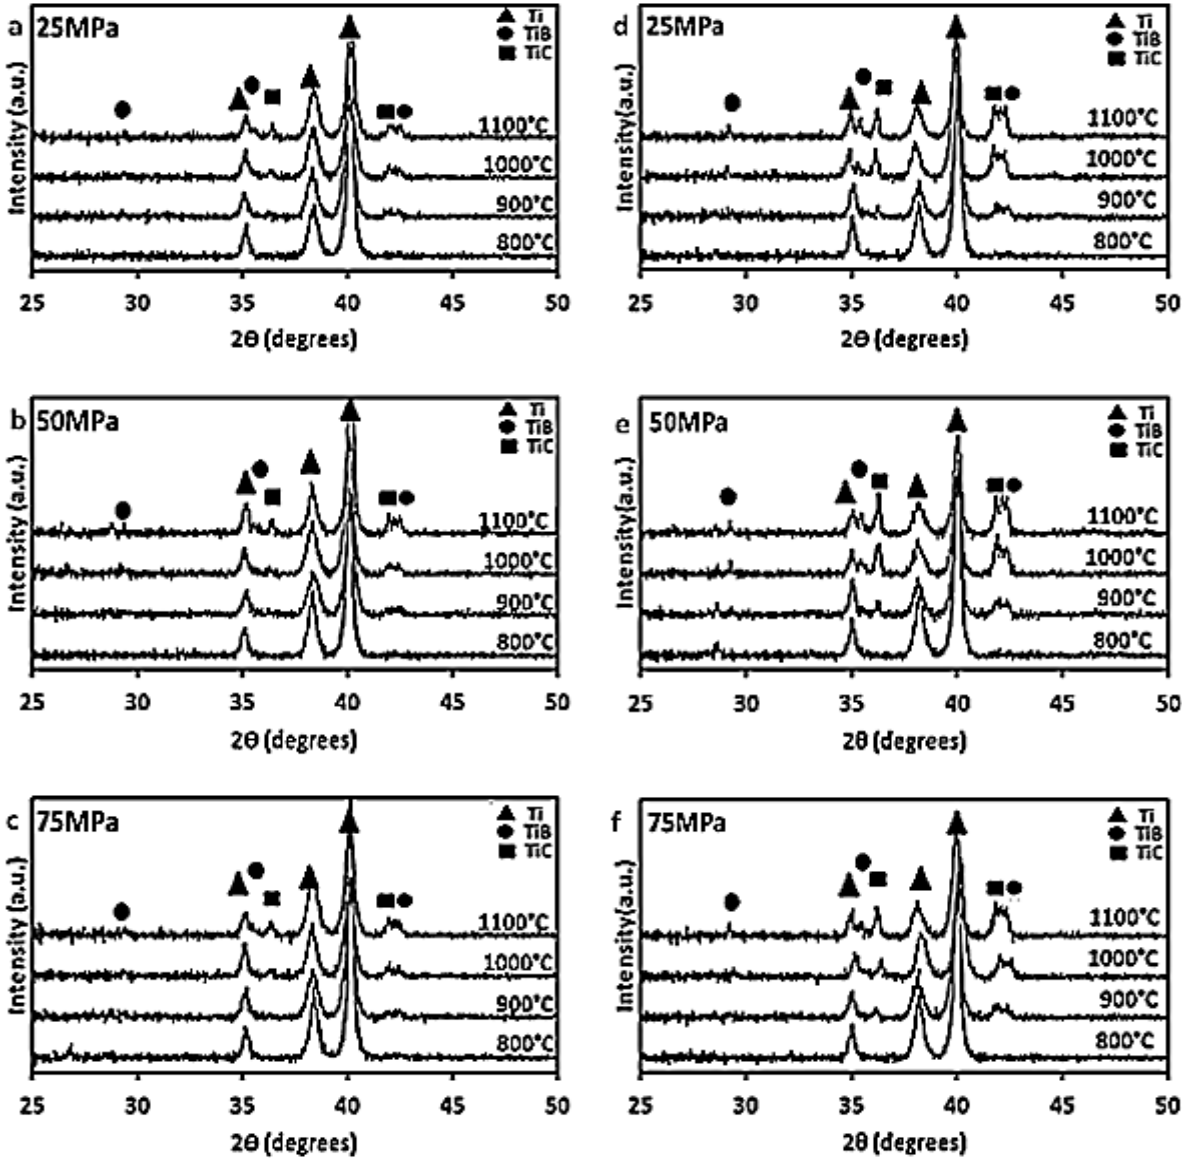 a
25MPa
Ti
TiB
TiC
Intensity (a.u.)
1100°C
1000°C
900°C
800°C
25 30 35 40 45 50
2θ (degrees)
d
25MPa
Ti
TiB
TiC
Intensity(a.u.)
1100°C
1000°C
900°C
800°C
25 30 35 40 45 50
2θ (degrees)
b
50MPa
Ti
TiB
TiC
Intensity (a.u.)
1100°C
1000°C
900°C
800°C
25 30 35 40 45 50
2θ (degrees)
e
50MPa
Ti
TiB
TiC
Intensity(a.u.)
1100°C
1000°C
900°C
800°C
25 30 35 40 45 50
2θ (degrees)
c
75MPa
Ti
TiB
TiC
Intensity (a.u.)
1100°C
1000°C
900°C
800°C
25 30 35 40 45 50
2θ (degrees)
f
75MPa
Ti
TiB
TiC
Intensity(a.u.)
1100°C
1000°C
900°C
800°C
25 30 35 40 45 50
2θ (degrees)